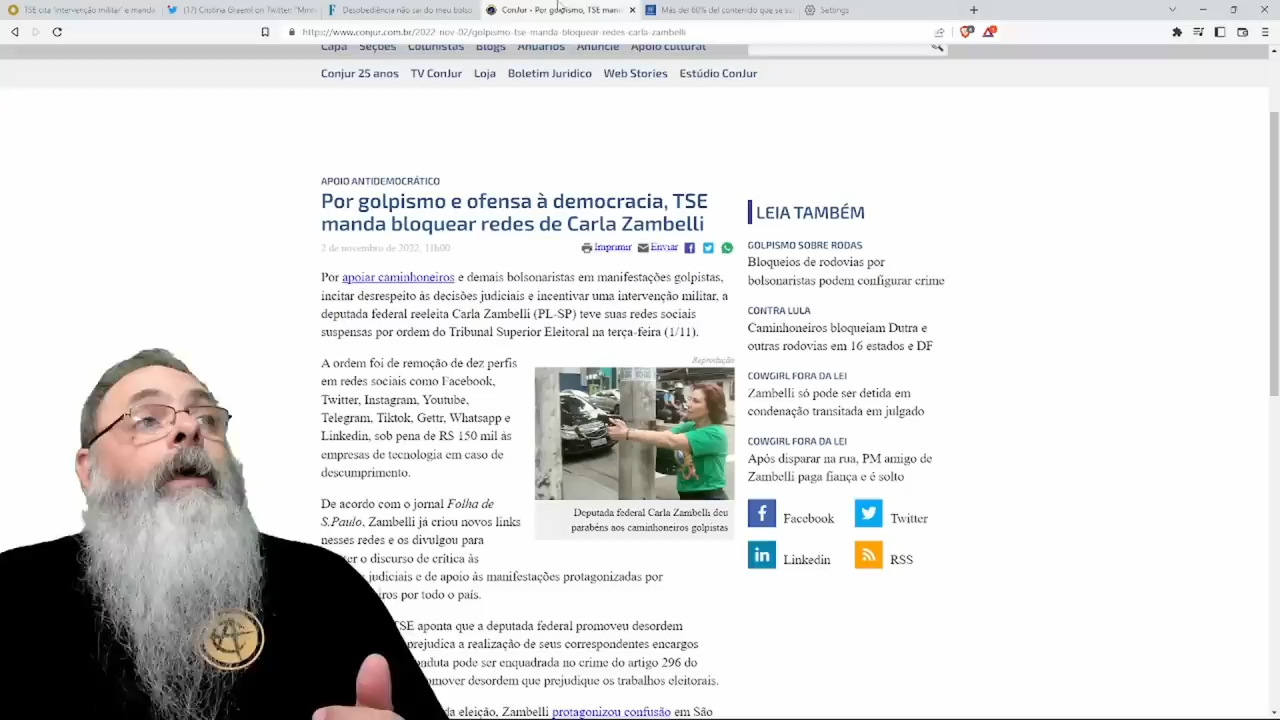 TSE cita 'intervenção militar' e manda
(17) Cristina Graeml on Twitter: "Minis
Desobediência não sai do meu bolso
ConJur - Por golpismo, TSE mand
Más del 60% del contenido que se su
Settings
https://www.conjur.com.br/2022-nov-02/golpismo-tse-manda-bloquear-redes-carla-zambelli
Capa Seções Colunistas Blogs Anuários Anuncie Apoio cultural
Conjur 25 anos TV ConJur Loja Boletim Juridico Web Stories Estúdio ConJur
APOIO ANTIDEMOCRÁTICO
Por golpismo e ofensa à democracia, TSE
manda bloquear redes de Carla Zambelli
2 de novembro de 2022, 11h00
Imprimir Enviar
Por apoiar caminhoneiros e demais bolsonaristas em manifestações golpistas,
incitar desrespeito às decisões judiciais e incentivar uma intervenção militar, a
deputada federal reeleita Carla Zambelli (PL-SP) teve suas redes sociais
suspensas por ordem do Tribunal Superior Eleitoral na terça-feira (1/11).
Reprodução
A ordem foi de remoção de dez perfis
em redes sociais como Facebook,
Twitter, Instagram, Youtube,
Telegram, Tiktok, Gettr, Whatsapp e
Linkedin, sob pena de R$ 150 mil às
empresas de tecnologia em caso de
descumprimento.
Deputada federal Carla Zambelli deu
parabéns aos caminhoneiros golpistas
De acordo com o jornal Folha de
S.Paulo, Zambelli já criou novos links
nesses redes e os divulgou para
er o discurso de crítica às
judiciais e de apoio às manifestações protagonizadas por
iros por todo o país.
TSE aponta que a deputada federal promoveu desordem
prejudica a realização de seus correspondentes encargos
nduta pode ser enquadrada no crime do artigo 296 do
omover desordem que prejudique os trabalhos eleitorais.
da eleição, Zambelli protagonizou confusão em São
LEIA TAMBÉM
GOLPISMO SOBRE RODAS
Bloqueios de rodovias por
bolsonaristas podem configurar crime
CONTRA LULA
Caminhoneiros bloqueiam Dutra e
outras rodovias em 16 estados e DF
COWGIRL FORA DA LEI
Zambelli só pode ser detida em
condenação transitada em julgado
COWGIRL FORA DA LEI
Após disparar na rua, PM amigo de
Zambelli paga fiança e é solto
Facebook Twitter
Linkedin RSS